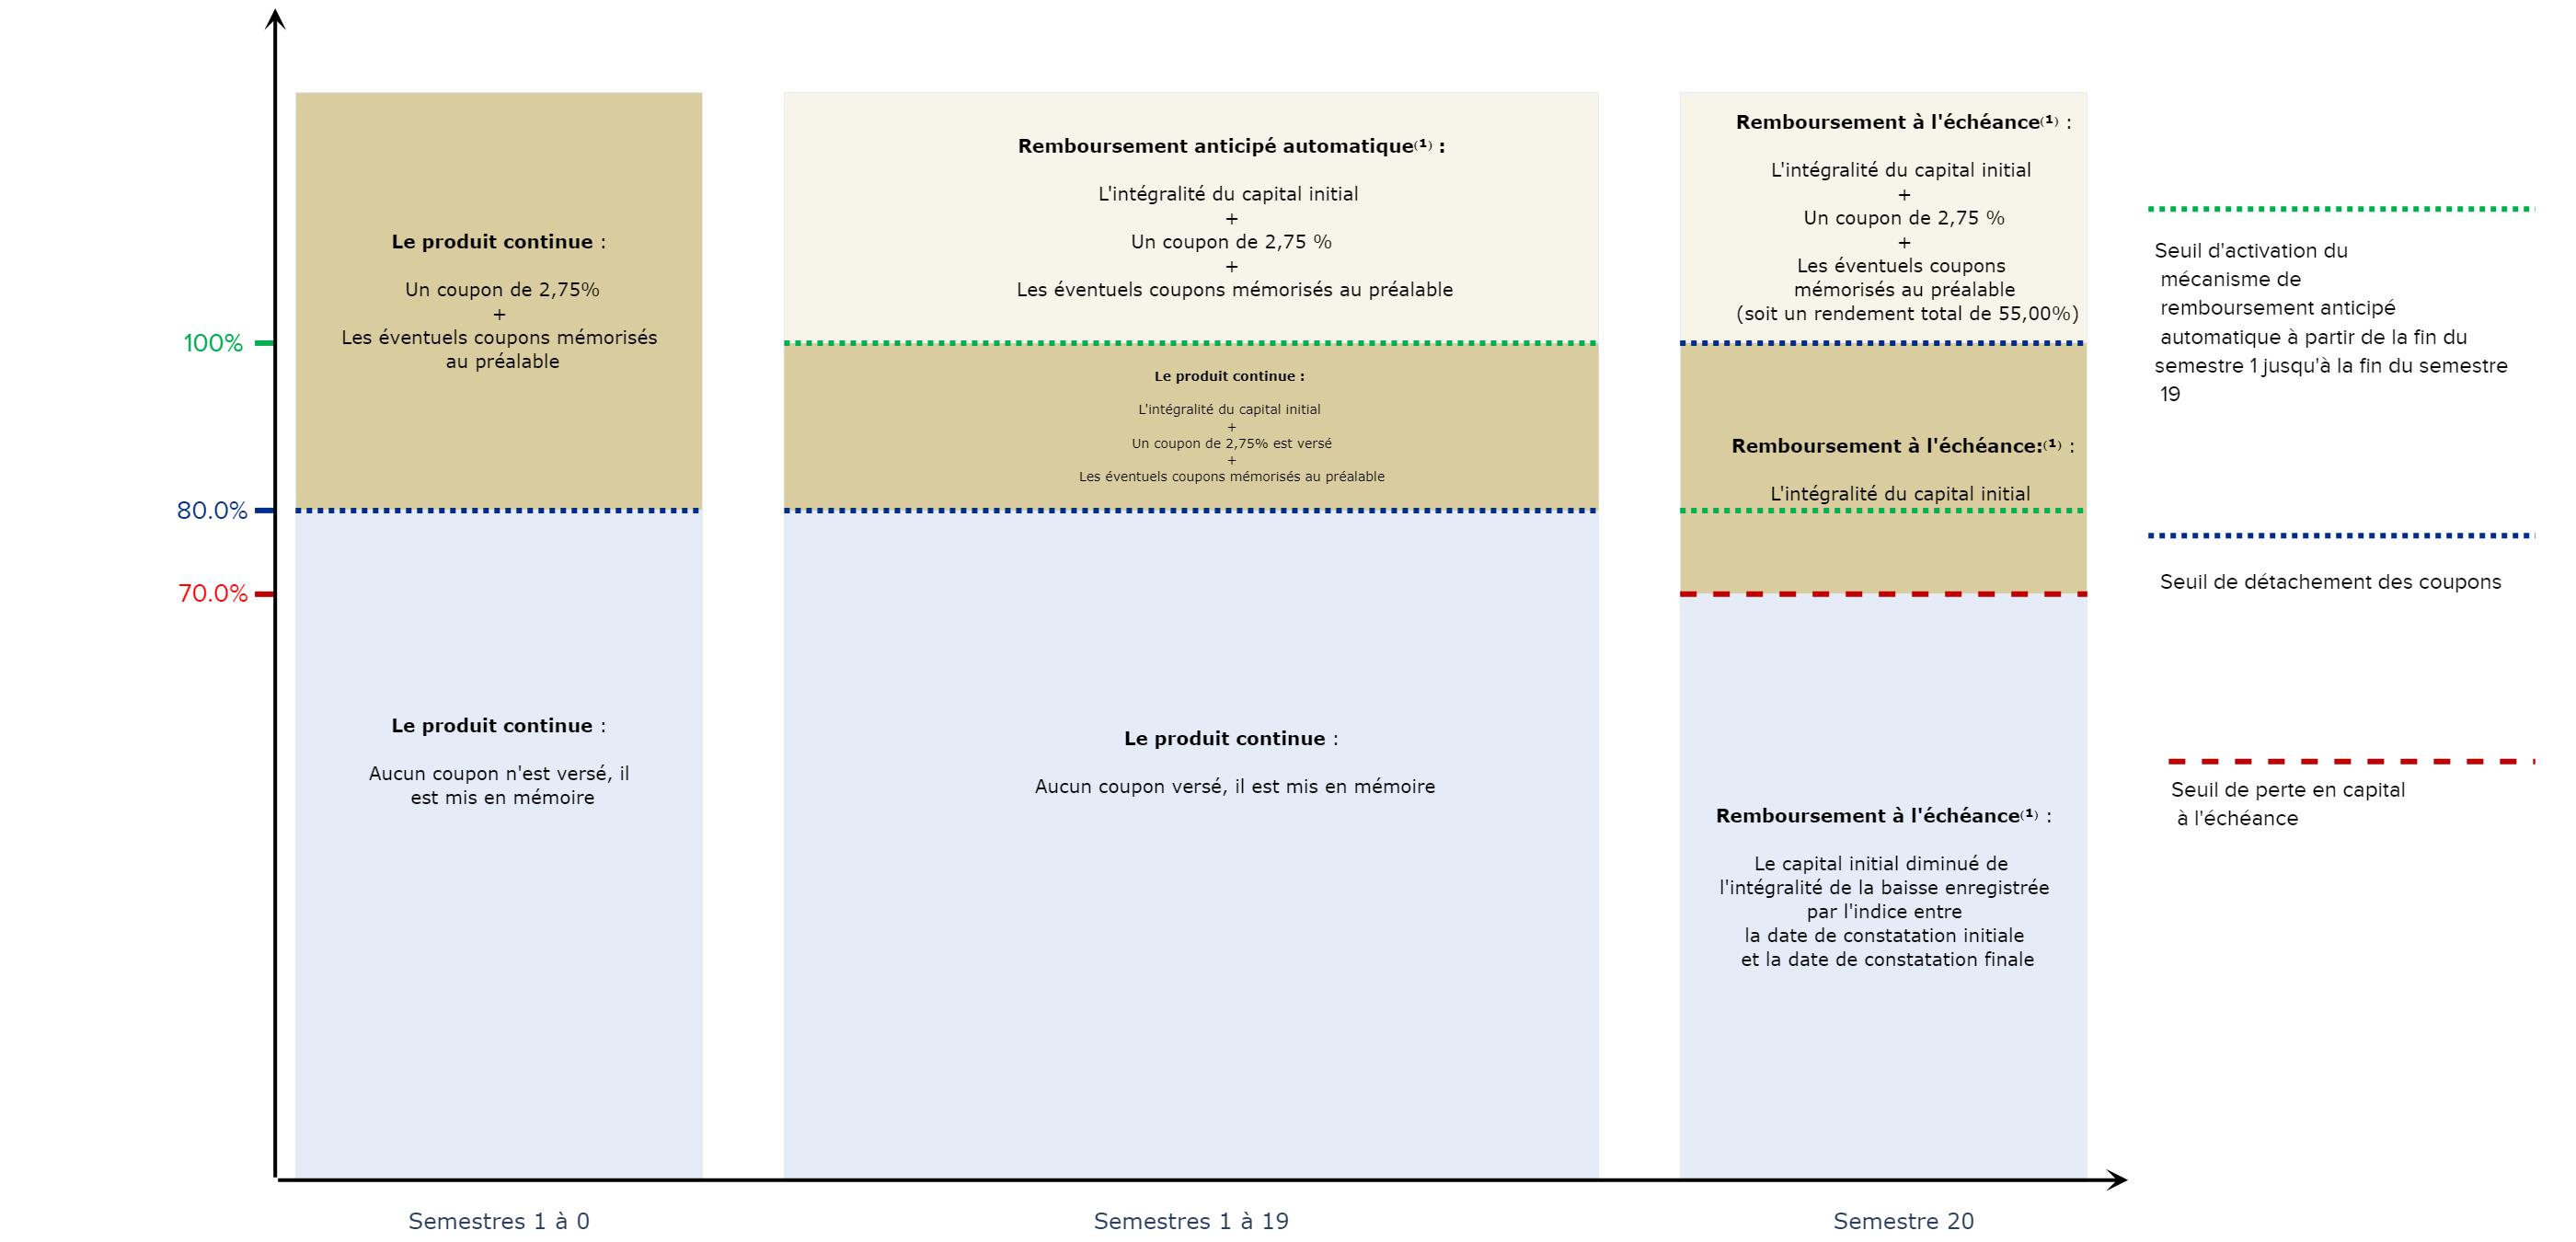 100%
80.0%
70.0%
Le produit continue :
Un coupon de 2,75%
+
Les éventuels coupons mémorisés
au préalable
Le produit continue :
Aucun coupon n'est versé, il
est mis en mémoire
Semestres 1 à 0
Remboursement anticipé automatique⁽¹⁾ :
L'intégralité du capital initial
+
Un coupon de 2,75 %
+
Les éventuels coupons mémorisés au préalable
Le produit continue :
L'intégralité du capital initial
+
Un coupon de 2,75% est versé
+
Les éventuels coupons mémorisés au préalable
Le produit continue :
Aucun coupon versé, il est mis en mémoire
Semestres 1 à 19
Remboursement à l'échéance⁽¹⁾ :
L'intégralité du capital initial
+
Un coupon de 2,75 %
+
Les éventuels coupons
mémorisés au préalable
(soit un rendement total de 55,00%)
Remboursement à l'échéance:⁽¹⁾ :
L'intégralité du capital initial
Remboursement à l'échéance⁽¹⁾ :
Le capital initial diminué de
l'intégralité de la baisse enregistrée
par l'indice entre
la date de constatation initiale
et la date de constatation finale
Semestre 20
Seuil d'activation du
mécanisme de
remboursement anticipé
automatique à partir de la fin du
semestre 1 jusqu'à la fin du semestre
19
Seuil de détachement des coupons
Seuil de perte en capital
à l'échéance